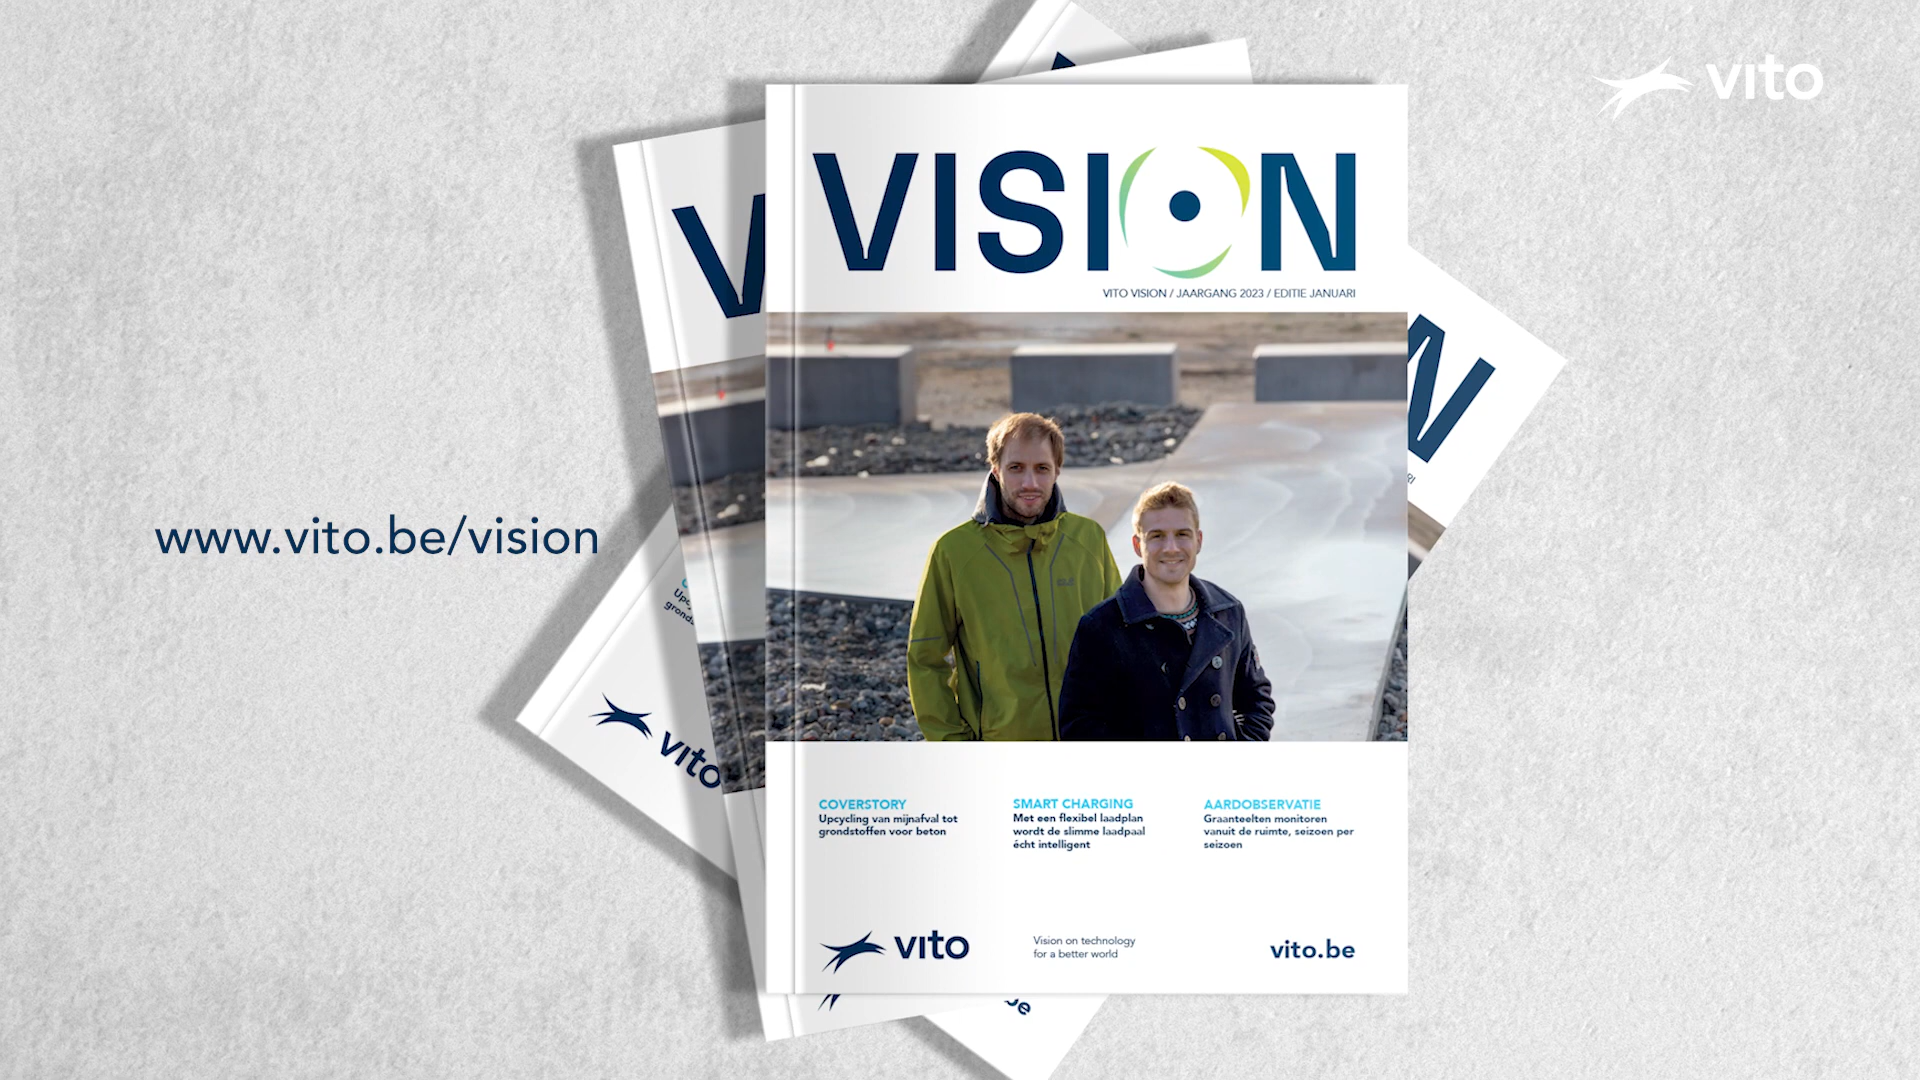 vito
VISION
VITO VISION / JAARGANG 2023 / EDITIE JANUARI
www.vito.be/vision
COVERSTORY
Upcycling van mijnafval tot
grondstoffen voor beton
SMART CHARGING
Met een flexibel laadplan
wordt de slimme laadpaal
écht intelligent
AARDOBSERVATIE
Graanteelten monitoren
vanuit de ruimte, seizoen per
seizoen
vito
Vision on technology
for a better world
vito.be
vito